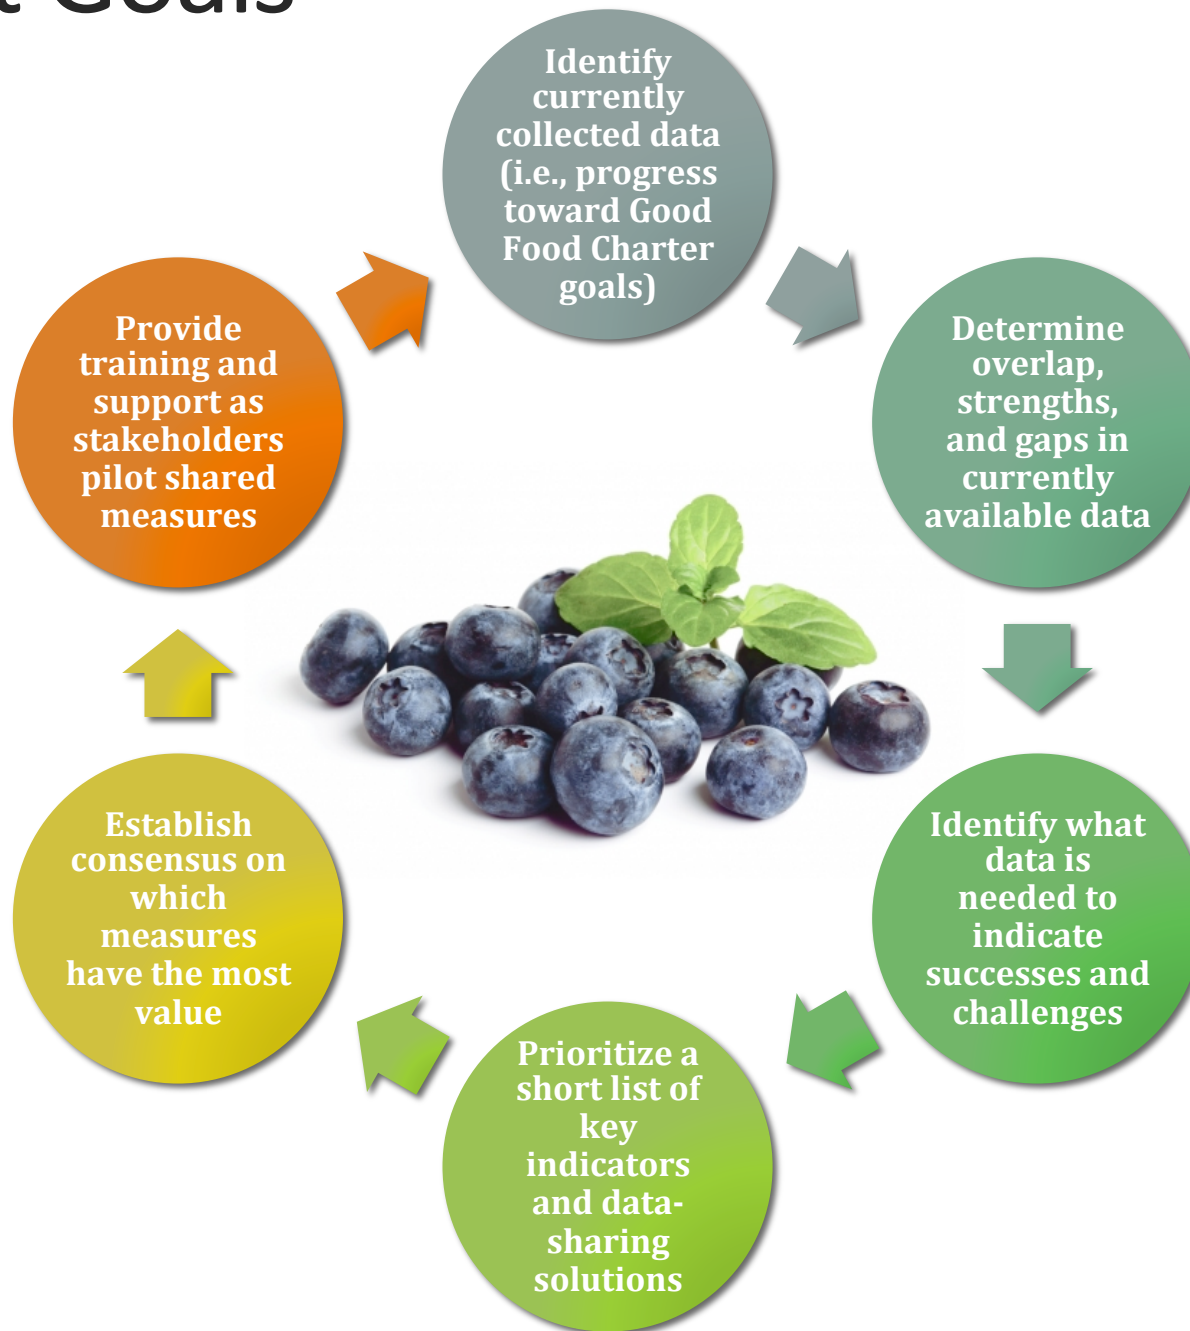 Goals
Identify
currently
collected data
(i.e., progress
toward Good
Food Charter
goals)
Determine
overlap,
strengths,
and gaps in
currently
available data
Identify what
data is
needed to
indicate
successes and
challenges
Prioritize a
short list of
key
indicators
and data-
sharing
solutions
Establish
consensus on
which
measures
have the most
value
Provide
training and
support as
stakeholders
pilot shared
measures